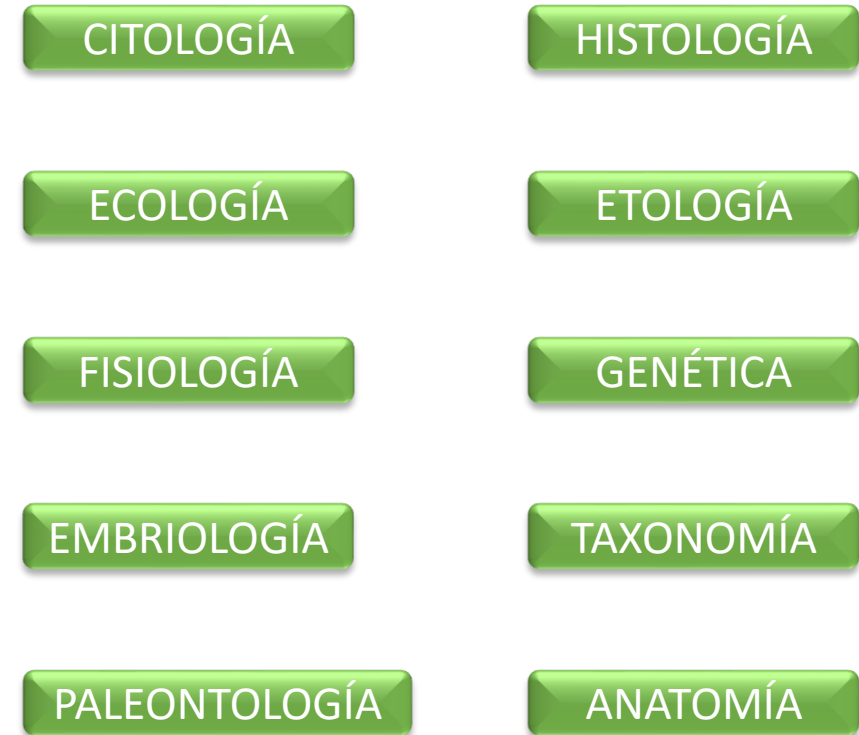 CITOLOGÍA
HISTOLOGÍA
ECOLOGÍA
ETOLOGÍA
FISIOLOGÍA
GENÉTICA
EMBRIOLOGÍA
TAXONOMÍA
PALEONTOLOGÍA
ANATOMÍA